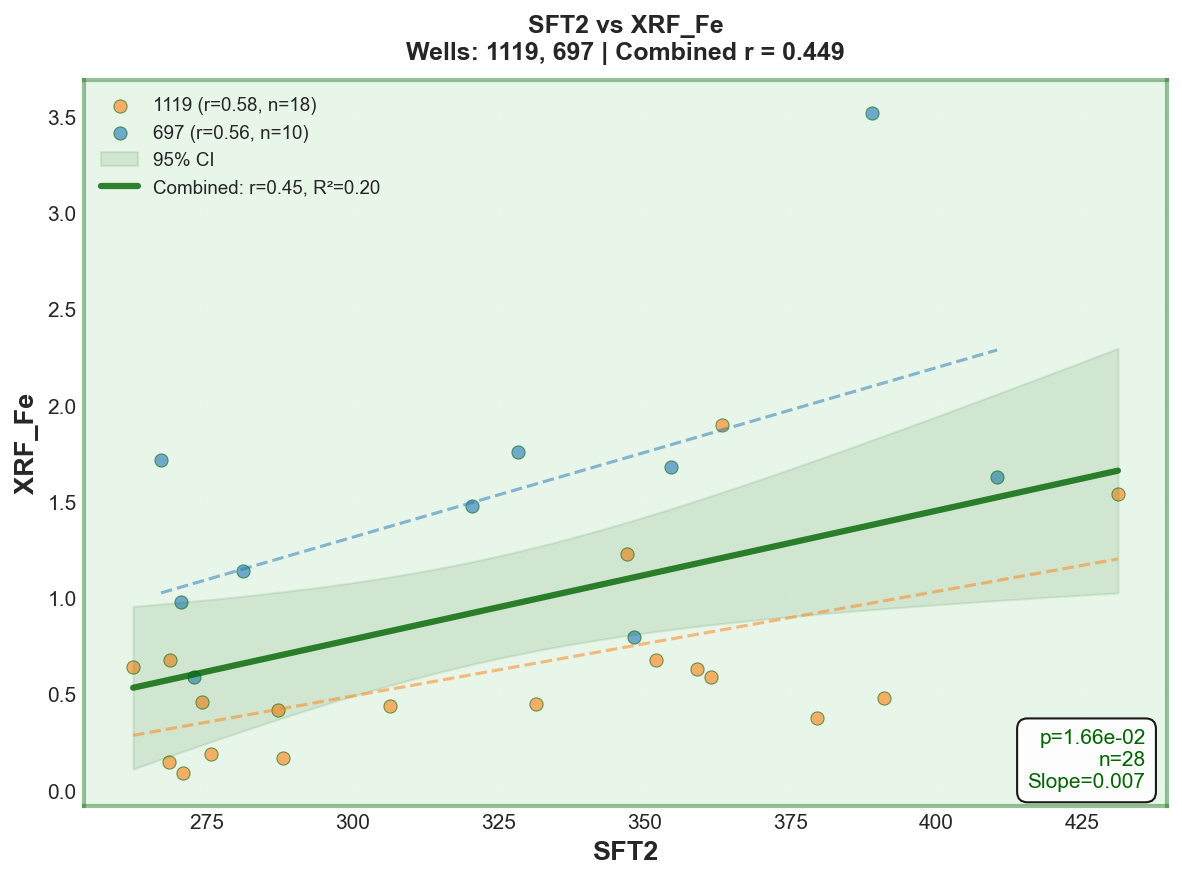 SFT2 vs XRF_Fe
Wells: 1119, 697 | Combined r = 0.449
1119 (r=0.58, n=18)
697 (r=0.56, n=10)
95% CI
Combined: r=0.45, R²=0.20
3.5
3.0
2.5
2.0
1.5
1.0
0.5
0.0
XRF_Fe
p=1.66e-02
n=28
Slope=0.007
275 300 325 350 375 400 425
SFT2